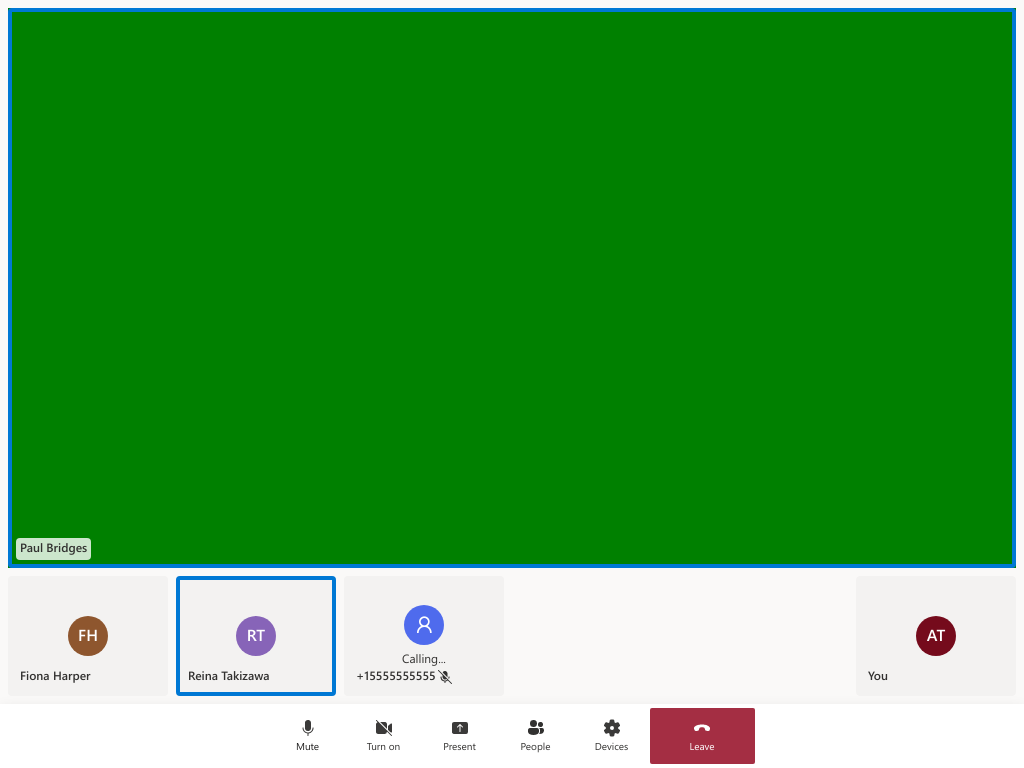 Paul Bridges
FH
Fiona Harper
RT
Reina Takizawa
Calling...
+15555555555
AT
You
Mute
Turn on
Present
People
Devices
Leave